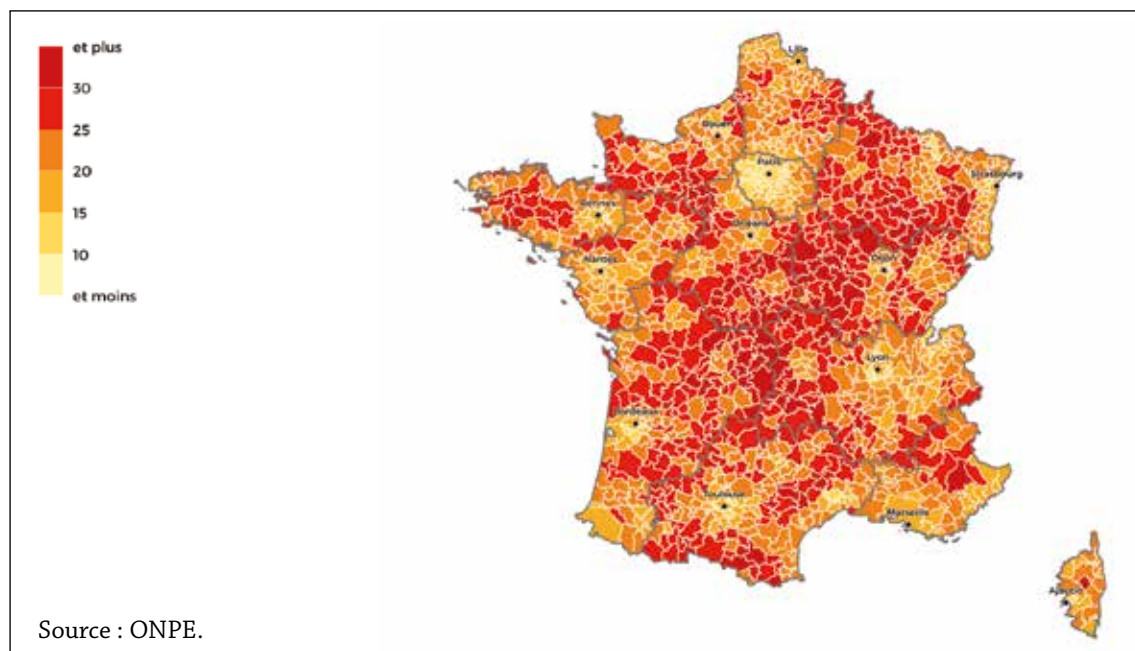 et plus
30
25
20
15
10
et moins
Lille
Rouen
Paris
Strasbourg
Rennes
Orléans
Nantes
Dijon
Lyon
Bordeaux
Toulouse
Marseille
Ajaccio
Source : ONPE.